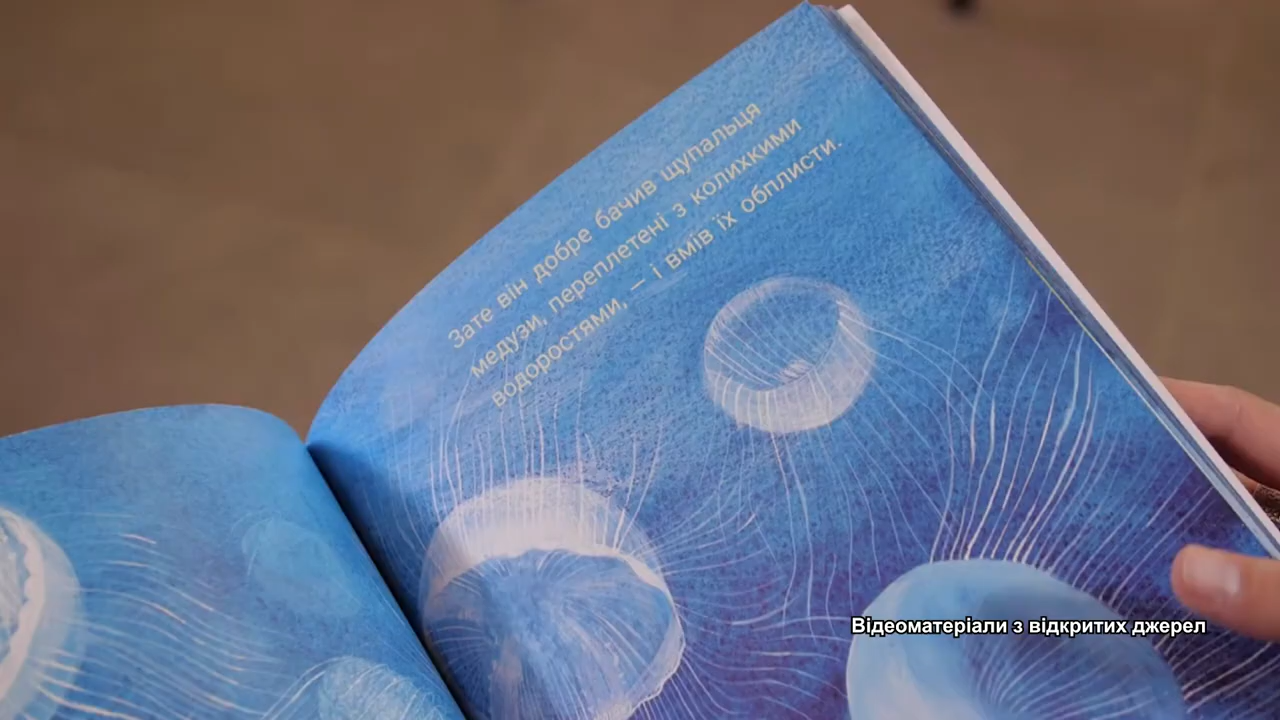 Зате він добре бачив щупальця
медузи, переплетені з колихкими
водоростями, – і вмів їх обплисти.
Відеоматеріали з відкритих джерел